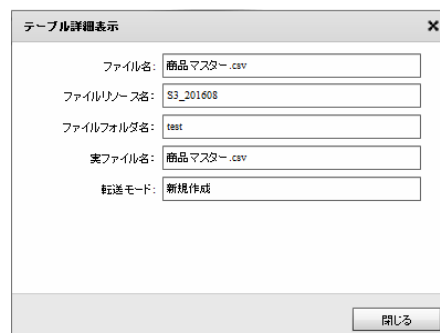 テーブル詳細表示
ファイル名: 商品マスター.csv
ファイルリソース名: S3_201608
ファイルフォルダ名: test
実ファイル名: 商品マスター.csv
転送モード: 新規作成
閉じる